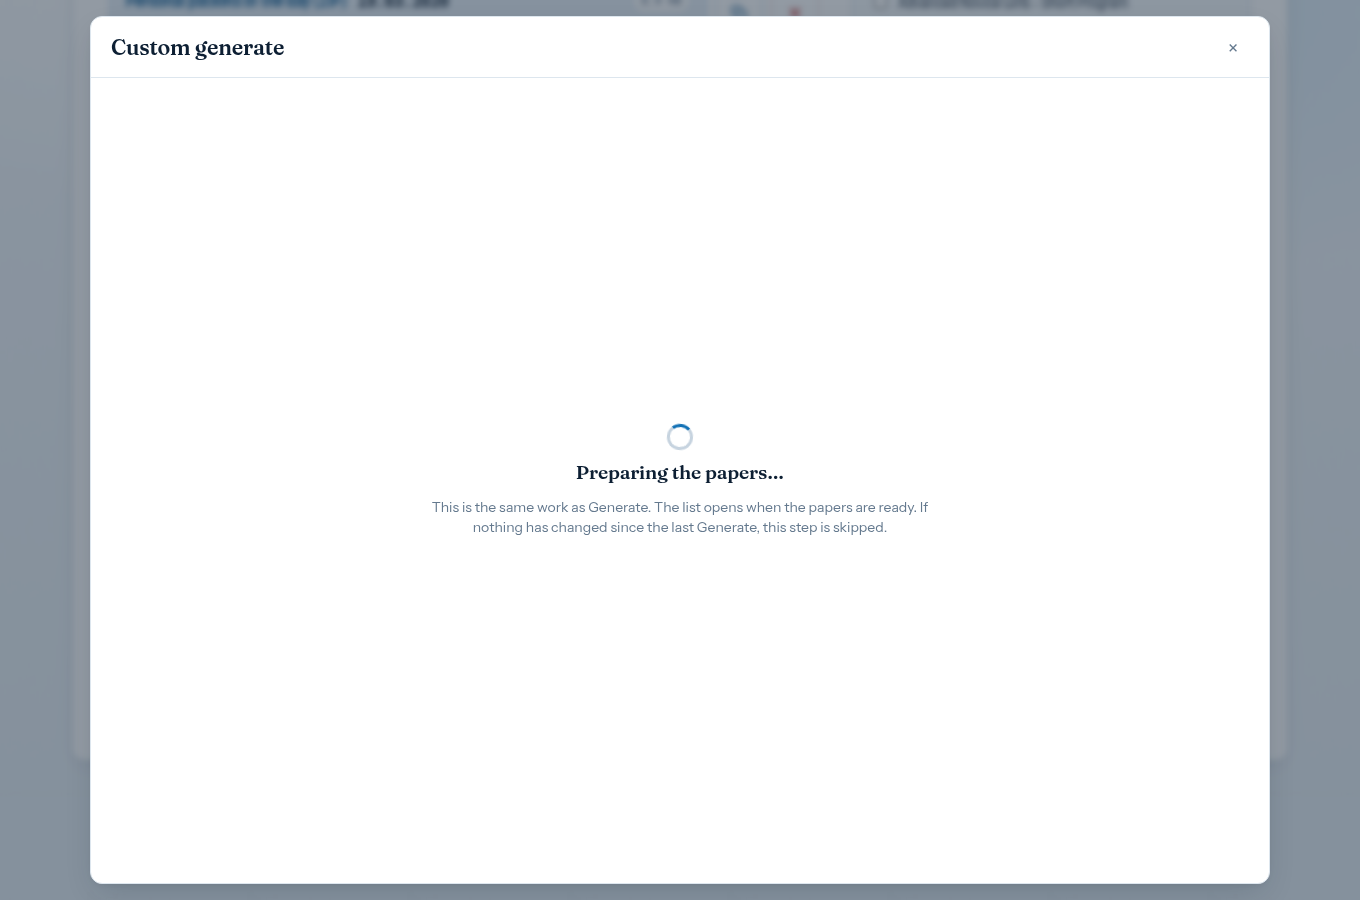 Custom generate
×
Preparing the papers...
This is the same work as Generate. The list opens when the papers are ready. If
nothing has changed since the last Generate, this step is skipped.